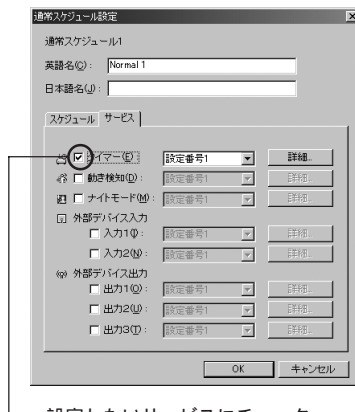 通常スケジュール設定
通常スケジュール1
英語名(C): Normal 1
日本語名(J):
スケジュール サービス
タイマー(E): 設定番号1 詳細...
動き検知(D): 設定番号1 詳細...
ナイトモード(M): 設定番号1 詳細...
外部デバイス入力
入力1(I): 設定番号1 詳細...
入力2(N): 設定番号1 詳細...
外部デバイス出力
出力1(O): 設定番号1 詳細...
出力2(U): 設定番号1 詳細...
出力3(T): 設定番号1 詳細...
OK キャンセル
設定したいサービスにチェック